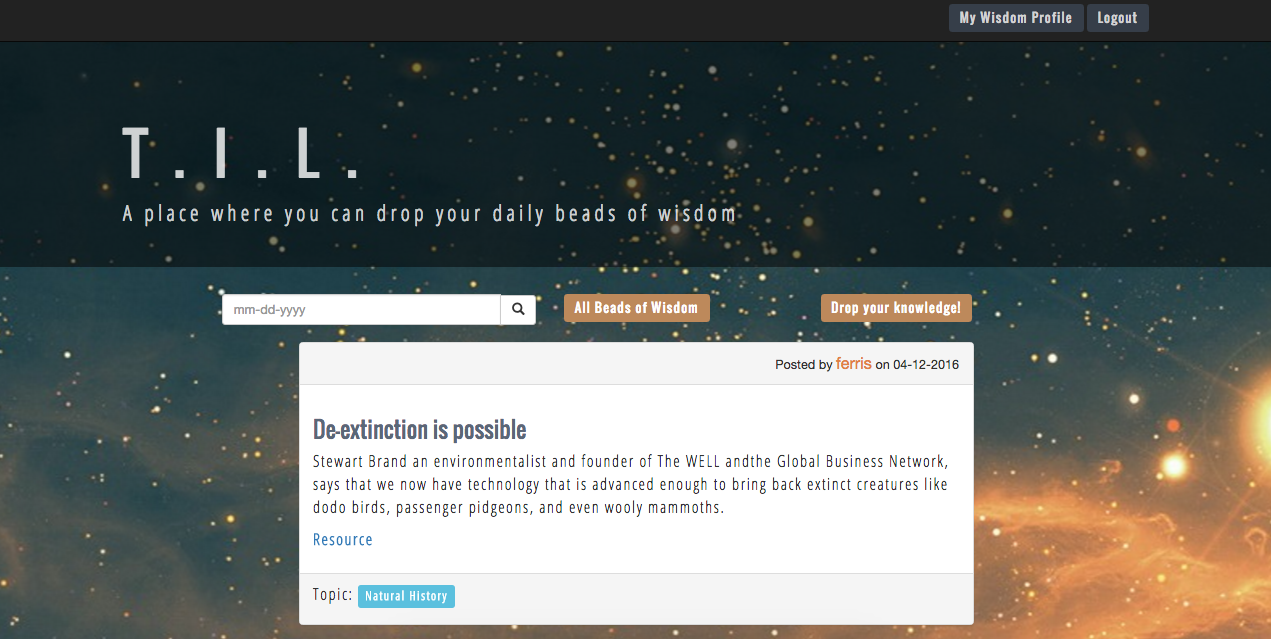 My Wisdom Profile Logout
T.I.L.
A place where you can drop your daily beads of wisdom
mm-dd-yyyy All Beads of Wisdom Drop your knowledge!
Posted by ferris on 04-12-2016
De-extinction is possible
Stewart Brand an environmentalist and founder of The WELL andthe Global Business Network,
says that we now have technology that is advanced enough to bring back extinct creatures like
dodo birds, passenger pidgeons, and even wooly mammoths.
Resource
Topic: Natural History